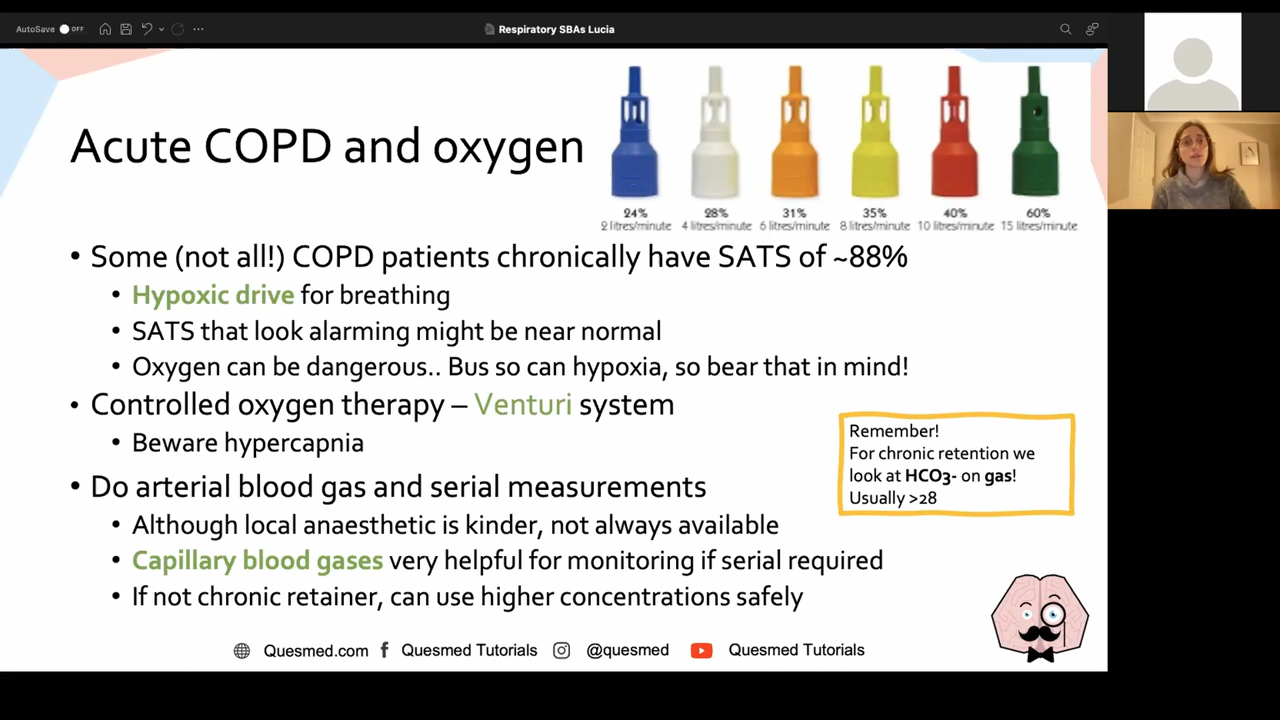 AutoSave OFF
Respiratory SBAs Lucia
Acute COPD and oxygen
24% 28% 31% 35% 40% 60%
2 litres/minute 4 litres/minute 6 litres/minute 8 litres/minute 10 litres/minute 15 litres/minute
• Some (not all!) COPD patients chronically have SATS of ~88%
• Hypoxic drive for breathing
• SATS that look alarming might be near normal
• Oxygen can be dangerous.. Bus so can hypoxia, so bear that in mind!
• Controlled oxygen therapy – Venturi system
• Beware hypercapnia
• Do arterial blood gas and serial measurements
• Although local anaesthetic is kinder, not always available
• Capillary blood gases very helpful for monitoring if serial required
• If not chronic retainer, can use higher concentrations safely
Remember!
For chronic retention we
look at HCO3- on gas!
Usually >28
Quesmed.com Quesmed Tutorials @quesmed Quesmed Tutorials